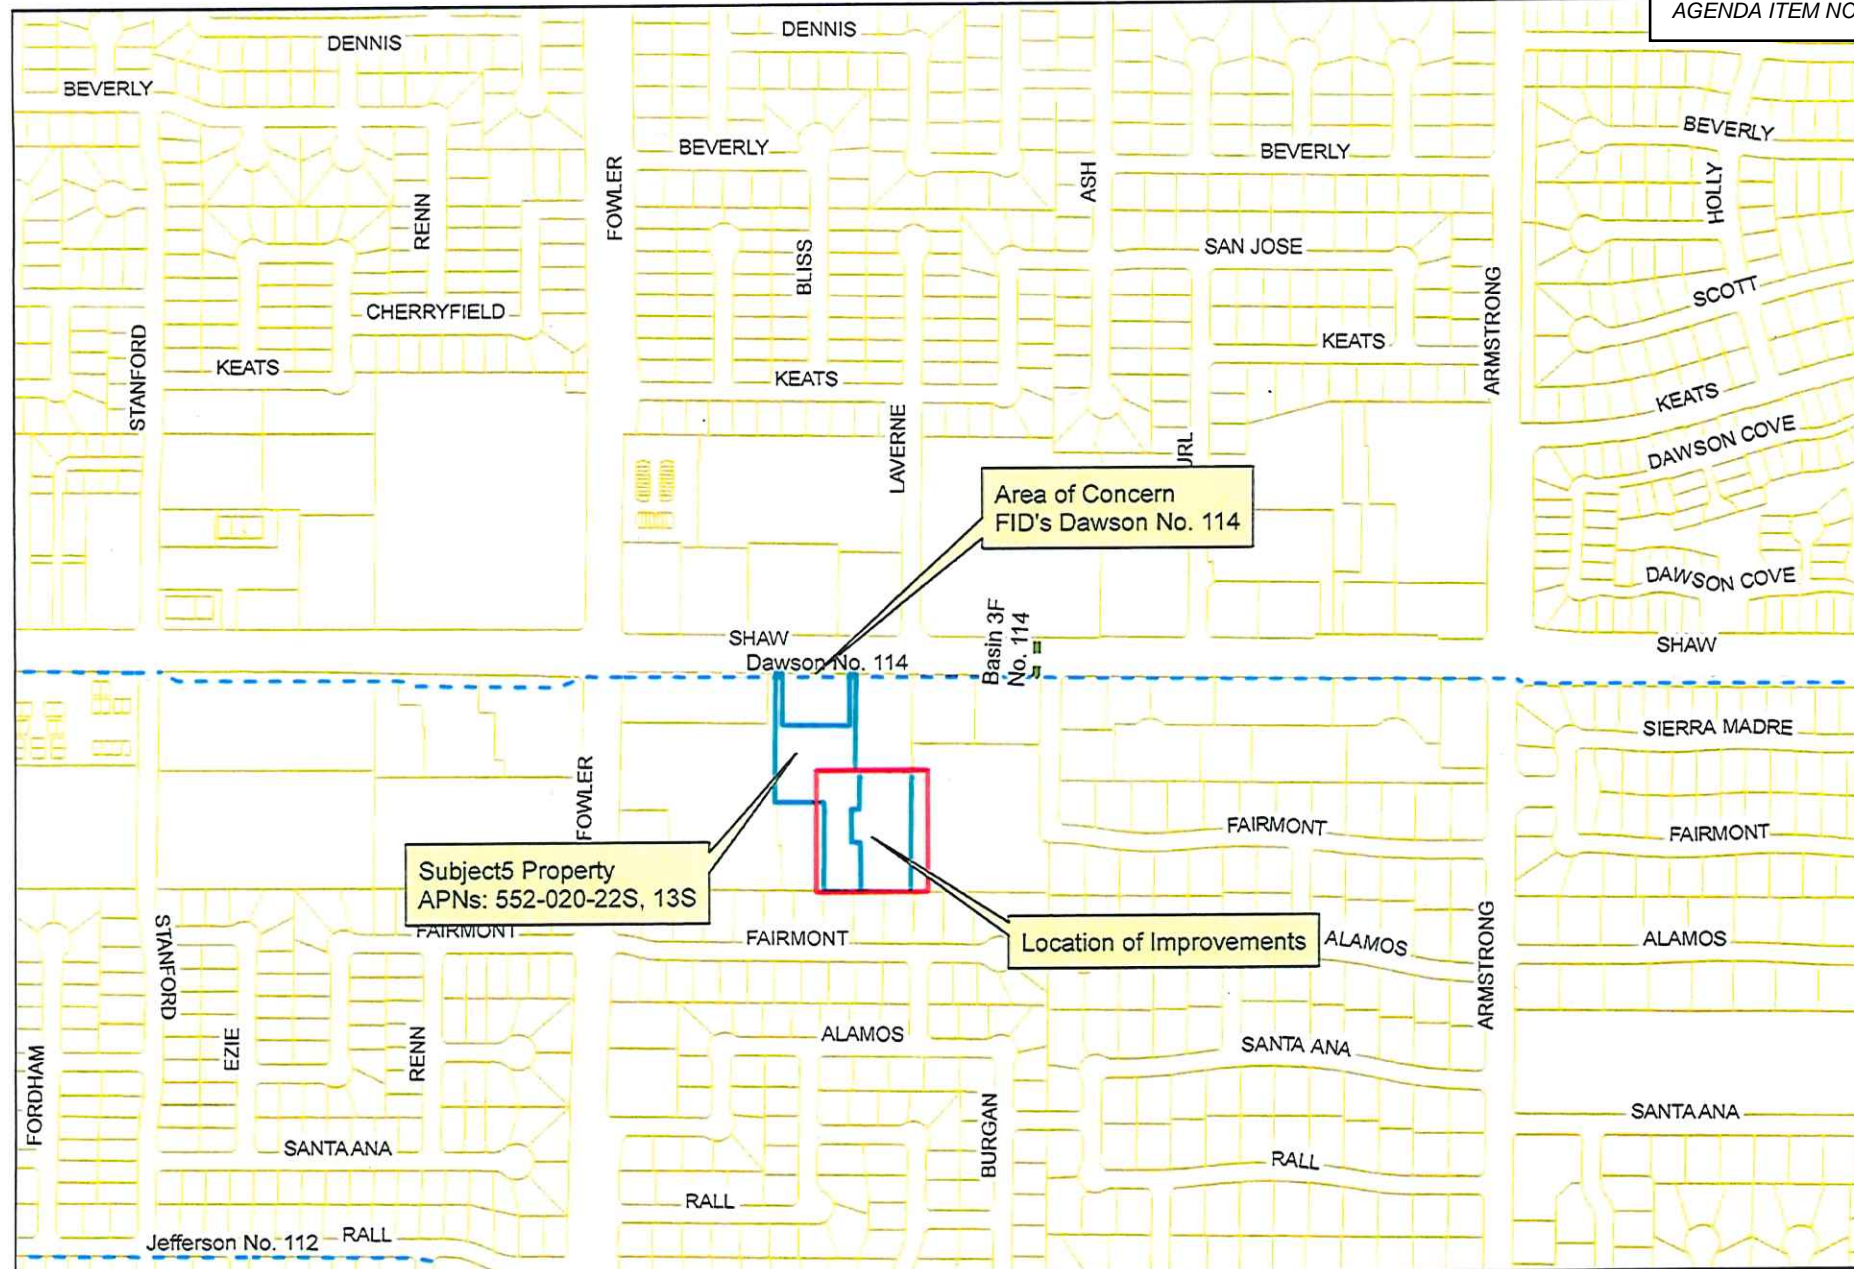 AGENDA ITEM NO
DENNIS
DENNIS
BEVERLY
BEVERLY
BEVERLY
BEVERLY
FOWLER
ASH
HOLLY
RENN
BLISS
SAN JOSE
SCOTT
ARMSTRONG
CHERRYFIELD
STANFORD
KEATS
KEATS
KEATS
KEATS
LAVERNE
DAWSON COVE
JRL
Area of Concern
FID's Dawson No. 114
DAWSON COVE
SHAW
SHAW
Dawson No. 114
Basin 3F
No. 114
SIERRA MADRE
FOWLER
FAIRMONT
FAIRMONT
Subject5 Property
APNs: 552-020-22S, 13S
FAIRMONT
FAIRMONT
Location of Improvements
ALAMOS
ALAMOS
STANFORD
ARMSTRONG
EZIE
RENN
ALAMOS
SANTA ANA
FORDHAM
SANTA ANA
BURGAN
SANTA ANA
RALL
RALL
Jefferson No. 112
RALL